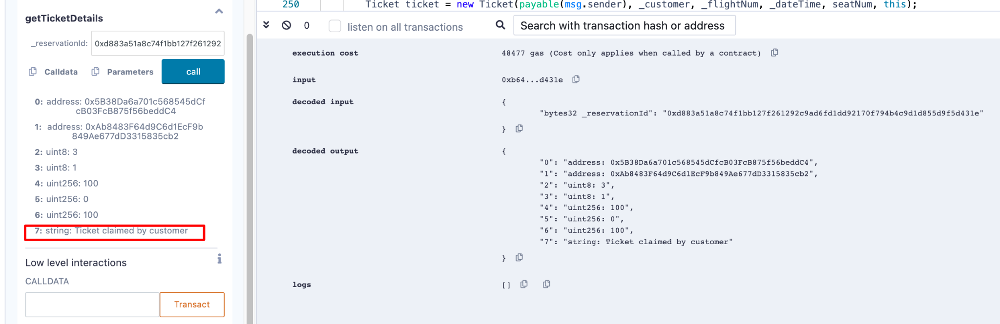 getTicketDetails
_reservationId: 0xd883a51a8c74f1bb127f261292
Calldata Parameters call
0: address: 0x5B38Da6a701c568545dCf
cB03FcB875f56beddC4
1: address: 0xAb8483F64d9C6d1EcF9b
849Ae677dD3315835cb2
2: uint8: 3
3: uint8: 1
4: uint256: 100
5: uint256: 0
6: uint256: 100
7: string: Ticket claimed by customer
Low level interactions
CALLDATA
Transact
250 Ticket ticket = new Ticket(payable(msg.sender), _customer, _flightNum, _dateTime, seatNum, this);
0 listen on all transactions Search with transaction hash or address
execution cost 48477 gas (Cost only applies when called by a contract)
input 0xb64...d431e
decoded input {
"bytes32 _reservationId": "0xd883a51a8c74f1bb127f261292c9ad6fd1dd92170f794b4c9d1d855d9f5d431e"
}
decoded output {
"0": "address: 0x5B38Da6a701c568545dCfcB03FcB875f56beddC4",
"1": "address: 0xAb8483F64d9C6d1EcF9b849Ae677dD3315835cb2",
"2": "uint8: 3",
"3": "uint8: 1",
"4": "uint256: 100",
"5": "uint256: 0",
"6": "uint256: 100",
"7": "string: Ticket claimed by customer"
}
logs []